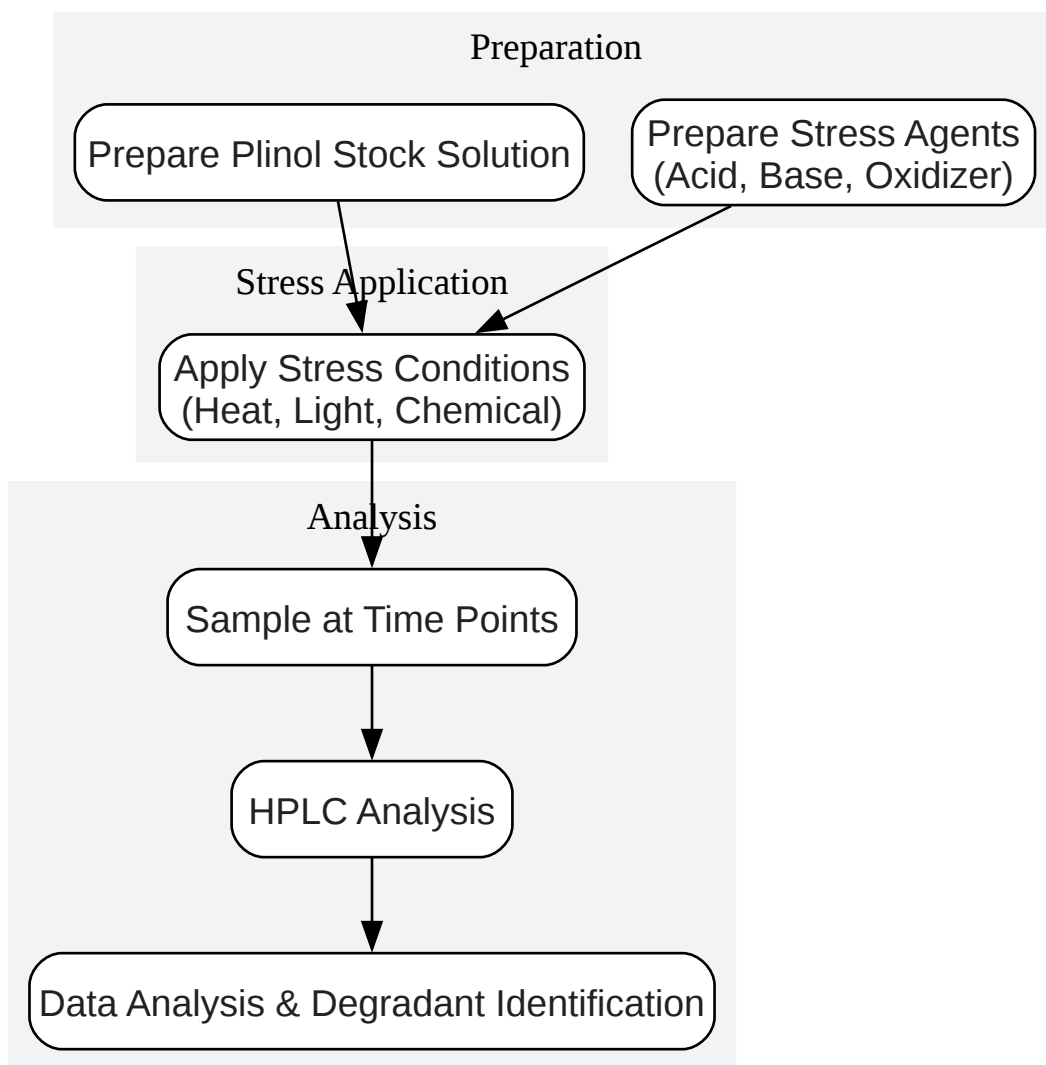 Preparation
Prepare Plinol Stock Solution
Prepare Stress Agents
(Acid, Base, Oxidizer)
Stress Application
Apply Stress Conditions
(Heat, Light, Chemical)
Analysis
Sample at Time Points
HPLC Analysis
Data Analysis & Degradant Identification